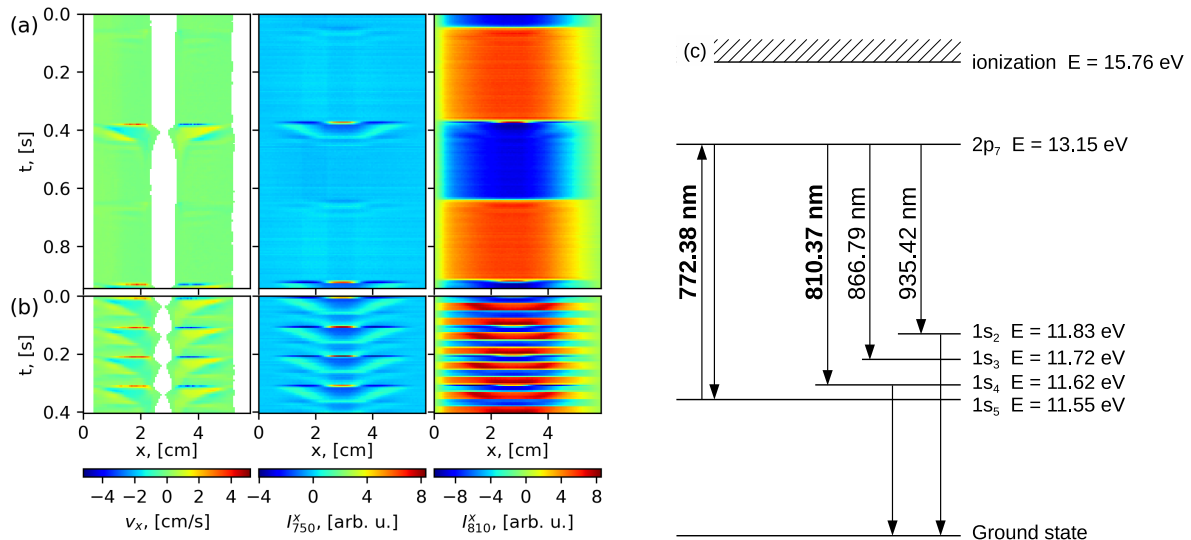 (a)
0.0
0.2
0.4
0.6
0.8
t, [s]
(b)
0.0
0.2
0.4
t, [s]
0 2 4
0 2 4
0 2 4
x, [cm]
x, [cm]
x, [cm]
−4 −2 0 2 4
−4 0 4 8
−8 −4 0 4 8
vₓ, [cm/s]
I ˣ₇₅₀, [arb. u.]
I ˣ₈₁₀, [arb. u.]
(c)
ionization E = 15.76 eV
2p₇ E = 13.15 eV
772.38 nm
810.37 nm
866.79 nm
935.42 nm
1s₂ E = 11.83 eV
1s₃ E = 11.72 eV
1s₄ E = 11.62 eV
1s₅ E = 11.55 eV
Ground state